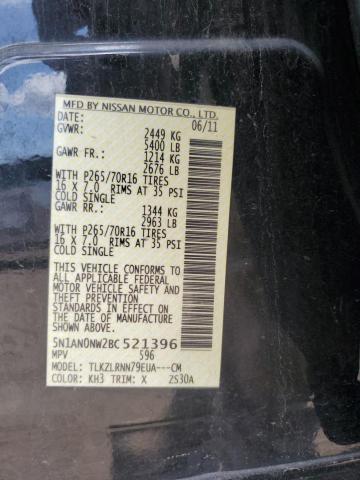 MFD BY NISSAN MOTOR CO., LTD.
DATE: 06/11
GVWR: 2449 KG
5400 LB
GAWR FR.: 1214 KG
2676 LB
WITH P265/70R16 TIRES
16 X 7.0 RIMS AT 35 PSI
COLD SINGLE
GAWR RR.: 1344 KG
2963 LB
WITH P265/70R16 TIRES
16 X 7.0 RIMS AT 35 PSI
COLD SINGLE
THIS VEHICLE CONFORMS TO
ALL APPLICABLE FEDERAL
MOTOR VEHICLE SAFETY AND
THEFT PREVENTION
STANDARDS IN EFFECT ON
THE DATE OF MANUFACTURE
SHOWN ABOVE.
5N1AN0NW2BC521396
MPV 596
MODEL: TLKZLRNN79EUA---CM
COLOR: KH3 TRIM: X 2S30A